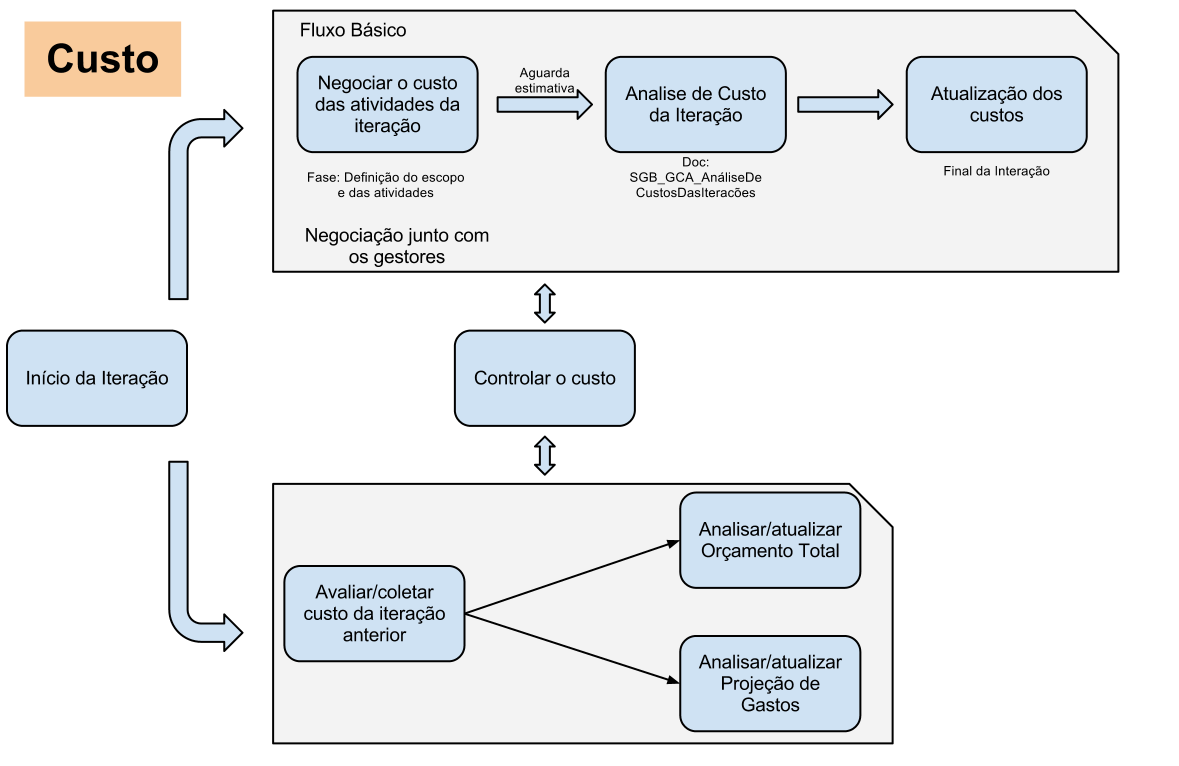 Custo
Fluxo Básico
Negociar o custo
das atividades da
iteração
Aguarda
estimativa
Analise de Custo
da Iteração
Atualização dos
custos
Fase: Definição do escopo
e das atividades
Doc:
SGB_GCA_AnáliseDe
CustosDasIteracões
Final da Interação
Negociação junto com
os gestores
Início da Iteração
Controlar o custo
Avaliar/coletar
custo da iteração
anterior
Analisar/atualizar
Orçamento Total
Analisar/atualizar
Projeção de
Gastos